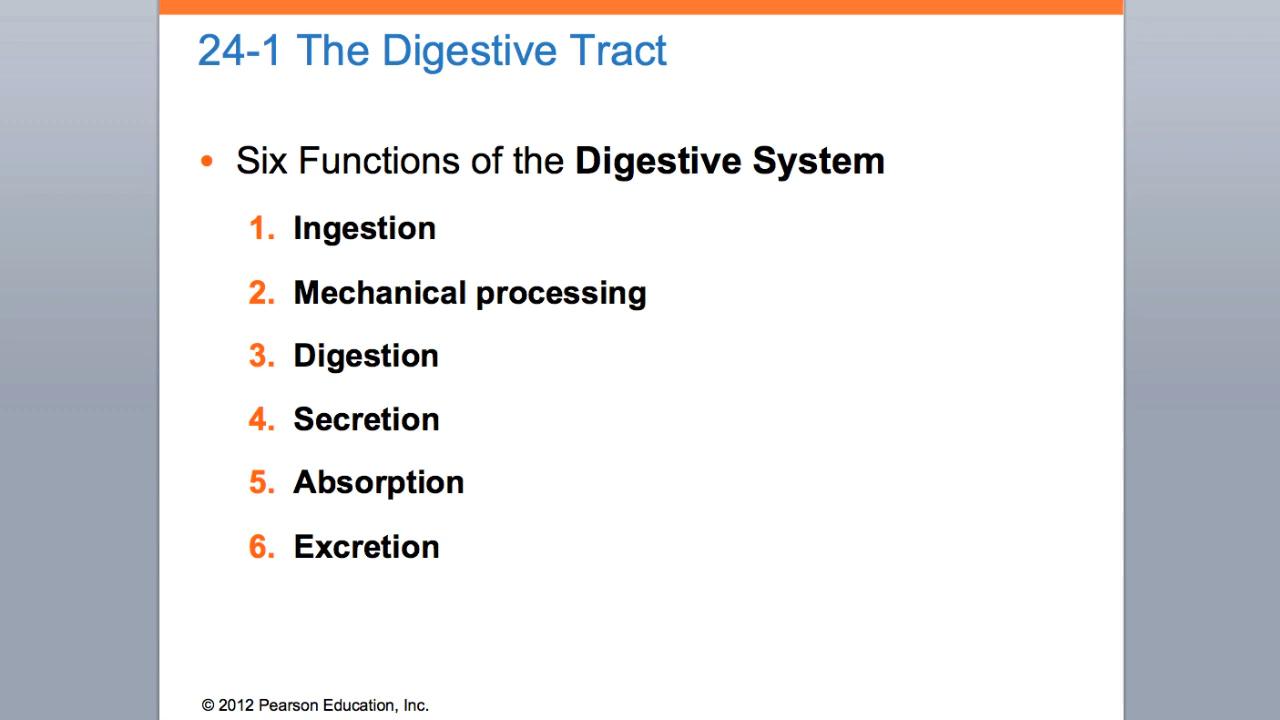 24-1 The Digestive Tract
• Six Functions of the Digestive System
1. Ingestion
2. Mechanical processing
3. Digestion
4. Secretion
5. Absorption
6. Excretion
© 2012 Pearson Education, Inc.